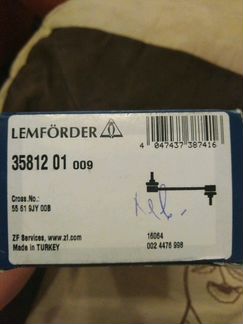 LEMFÖRDER
4 047437 387416
35812 01 009
Cross.No.:
55 61 9JY 00B
ZF Services, www.zf.com
Made in TURKEY
16064
002 4476 998